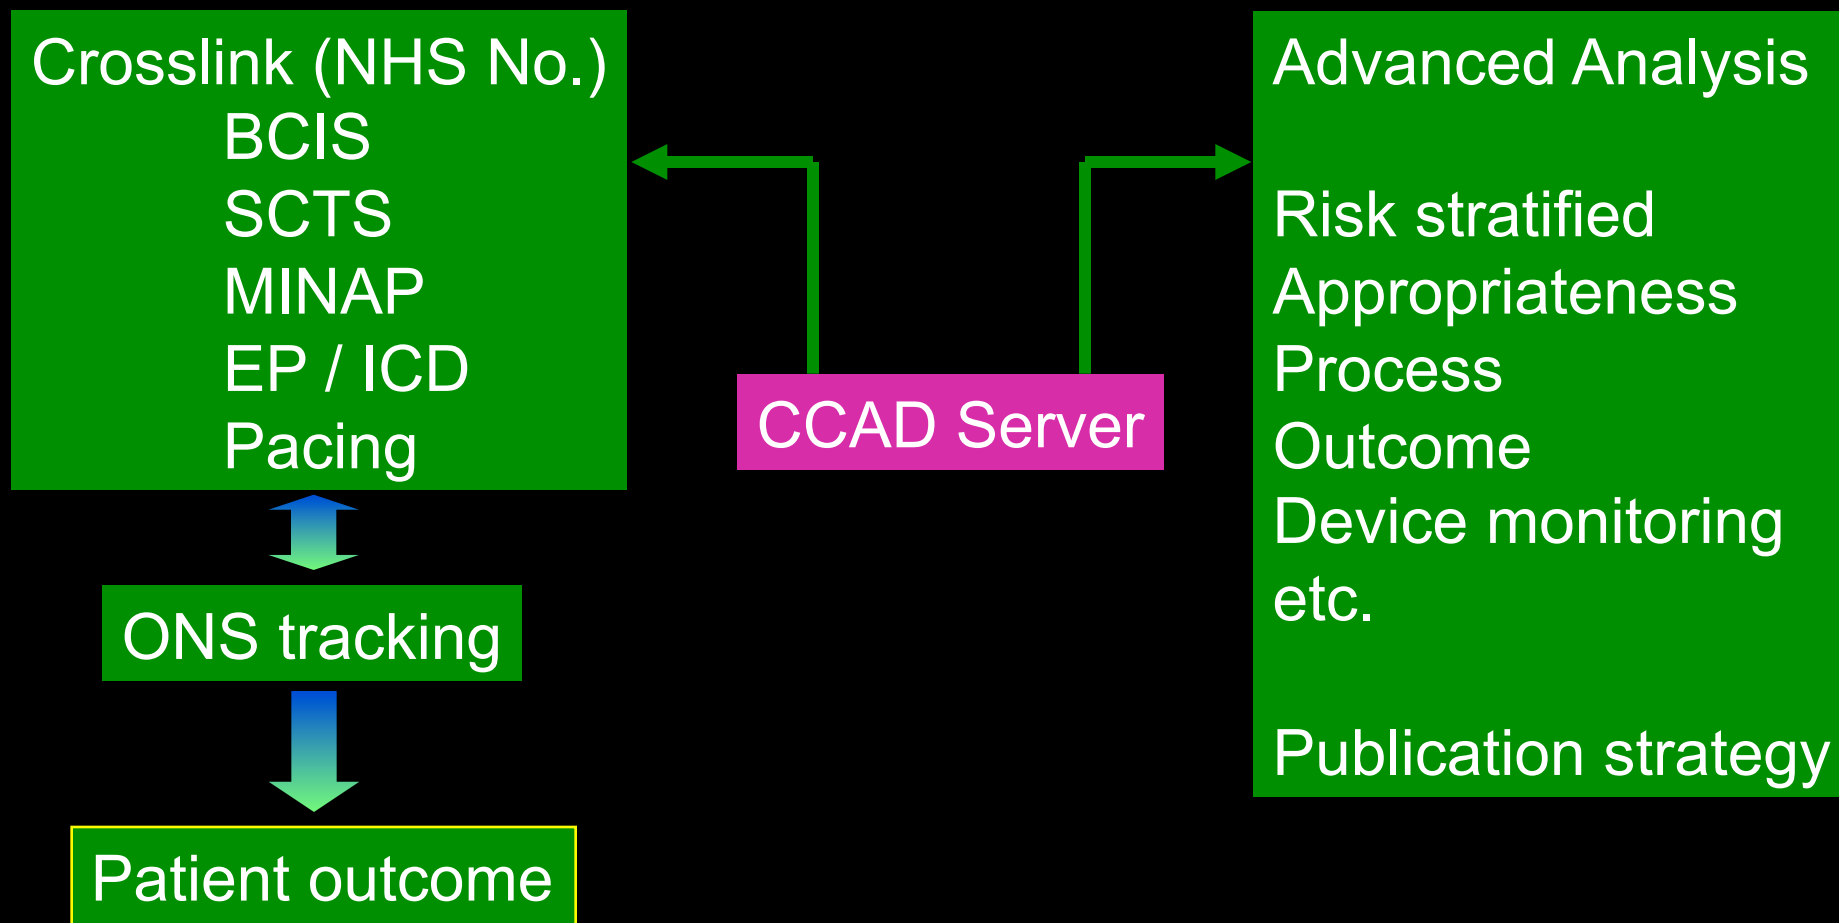 Crosslink (NHS No.)
BCIS
SCTS
MINAP
EP / ICD
Pacing
ONS tracking
Patient outcome
CCAD Server
Advanced Analysis
Risk stratified
Appropriateness
Process
Outcome
Device monitoring
etc.
Publication strategy